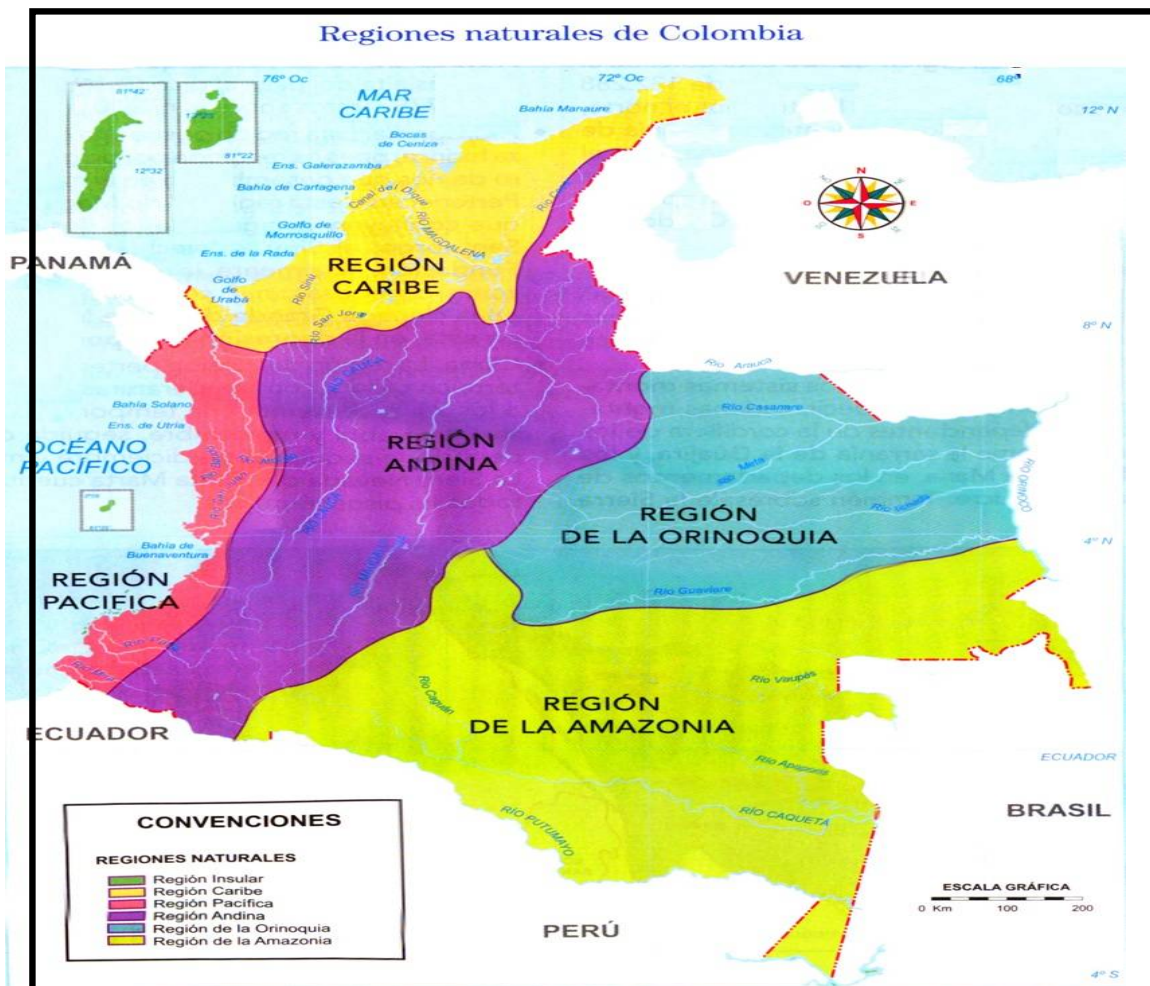 Regiones naturales de Colombia
76º Oc
72º Oc
68º
12º N
81º42'
12º32
81º22
MAR
CARIBE
Bahía Manaure
Bocas
de Ceniza
Ens. Galerazamba
Bahía de Cartagena
Canal del Dique
RÍO MAGDALENA
Golfo de
Morrosquillo
Ens. de la Rada
Golfo
de
Urabá
Río Sinú
Río San Jorge
REGIÓN
CARIBE
N
E
S
O
PANAMÁ
VENEZUELA
8º N
Río Arauca
Río Casanare
Río Meta
Río Vichada
RÍO ORINOCO
Bahía Solano
Ens. de Utría
OCÉANO
PACÍFICO
REGIÓN
ANDINA
REGIÓN
DE LA ORINOQUIA
4º N
Bahía de
Buenaventura
REGIÓN
PACIFICA
Río Guaviare
Río Vaupés
Río Caguán
REGIÓN
DE LA AMAZONIA
ECUADOR
ECUADOR
Río Apaporis
RÍO CAQUETÁ
RÍO PUTUMAYO
BRASIL
PERÚ
CONVENCIONES
REGIONES NATURALES
Región Insular
Región Caribe
Región Pacífica
Región Andina
Región de la Orinoquia
Región de la Amazonia
ESCALA GRÁFICA
0 Km 100 200
4º S